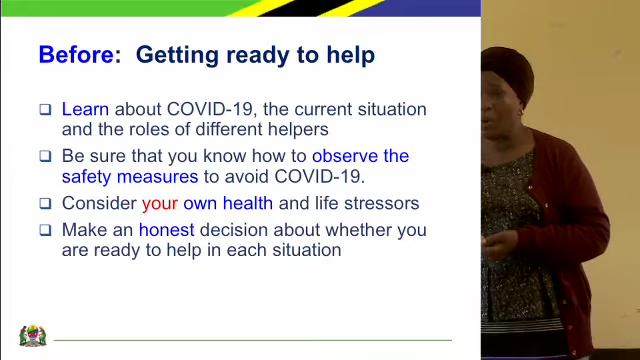 Before: Getting ready to help
❑ Learn about COVID-19, the current situation
and the roles of different helpers
❑ Be sure that you know how to observe the
safety measures to avoid COVID-19.
❑ Consider your own health and life stressors
❑ Make an honest decision about whether you
are ready to help in each situation